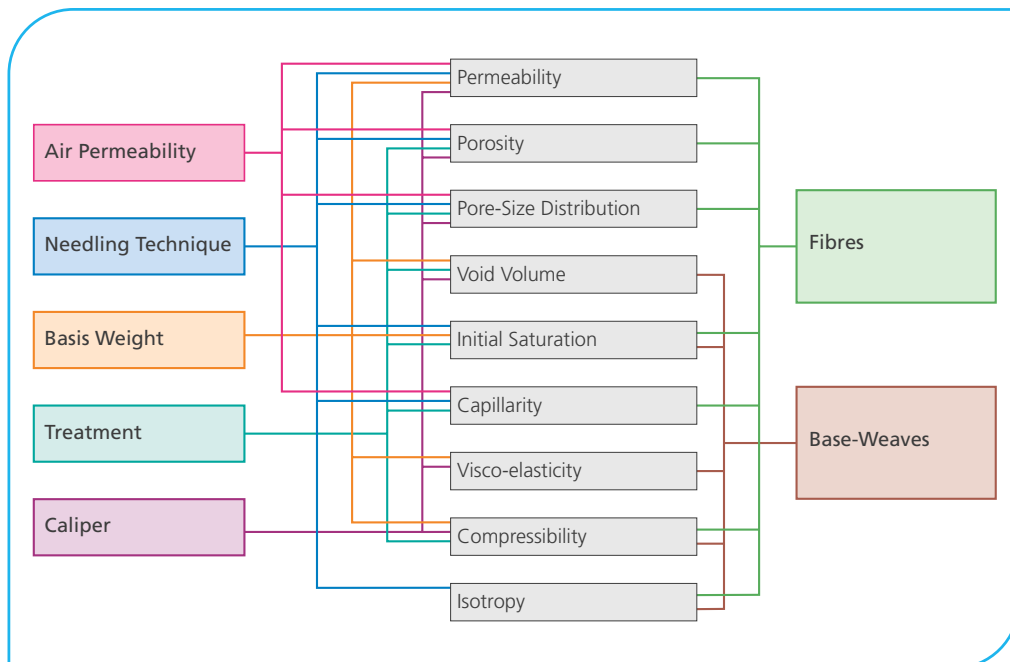 Air Permeability
Needling Technique
Basis Weight
Treatment
Caliper
Permeability
Porosity
Pore-Size Distribution
Void Volume
Initial Saturation
Capillarity
Visco-elasticity
Compressibility
Isotropy
Fibres
Base-Weaves